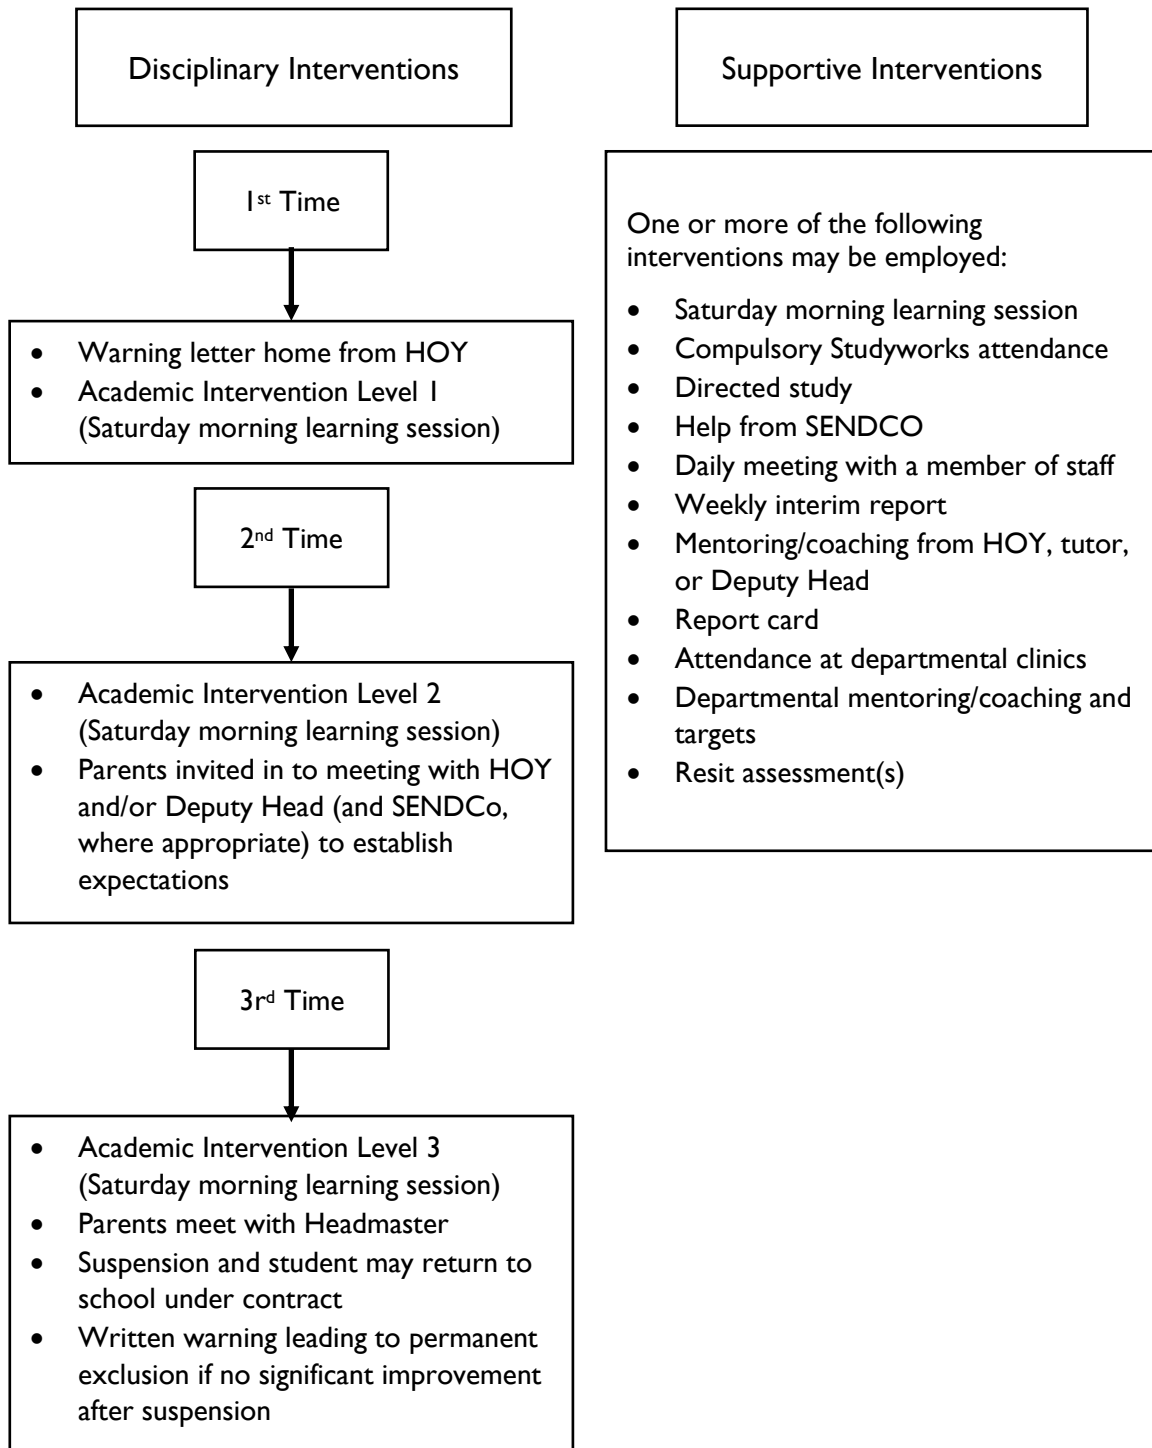 Disciplinary Interventions
1st Time
• Warning letter home from HOY
• Academic Intervention Level 1
(Saturday morning learning session)
2nd Time
• Academic Intervention Level 2
(Saturday morning learning session)
• Parents invited in to meeting with HOY
and/or Deputy Head (and SENDCo,
where appropriate) to establish
expectations
3rd Time
• Academic Intervention Level 3
(Saturday morning learning session)
• Parents meet with Headmaster
• Suspension and student may return to
school under contract
• Written warning leading to permanent
exclusion if no significant improvement
after suspension
Supportive Interventions
One or more of the following
interventions may be employed:
• Saturday morning learning session
• Compulsory Studyworks attendance
• Directed study
• Help from SENDCO
• Daily meeting with a member of staff
• Weekly interim report
• Mentoring/coaching from HOY, tutor,
or Deputy Head
• Report card
• Attendance at departmental clinics
• Departmental mentoring/coaching and
targets
• Resit assessment(s)